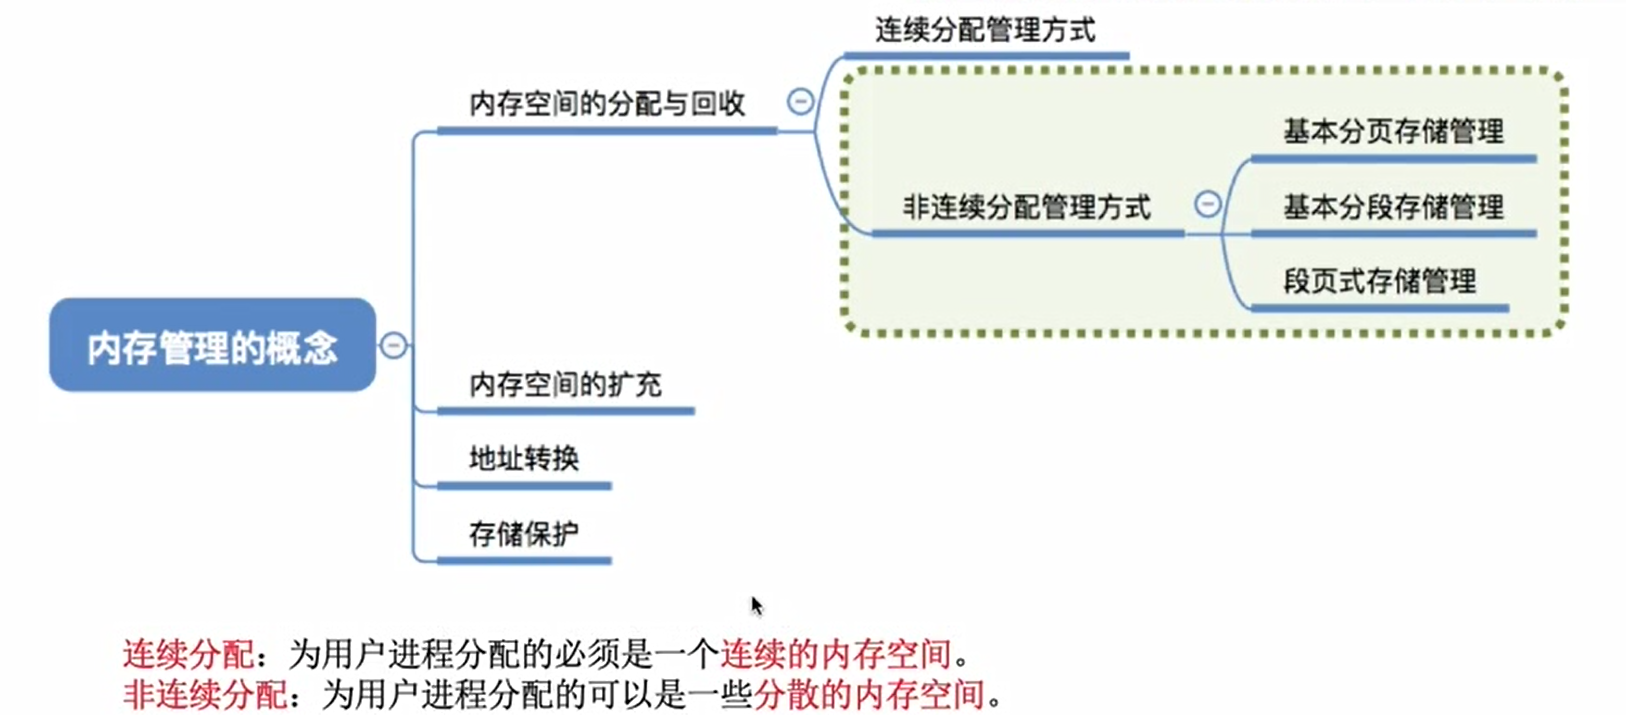 连续分配管理方式
内存空间的分配与回收
基本分页存储管理
非连续分配管理方式
基本分段存储管理
段页式存储管理
内存管理的概念
内存空间的扩充
地址转换
存储保护
连续分配：为用户进程分配的必须是一个连续的内存空间。
非连续分配：为用户进程分配的可以是一些分散的内存空间。